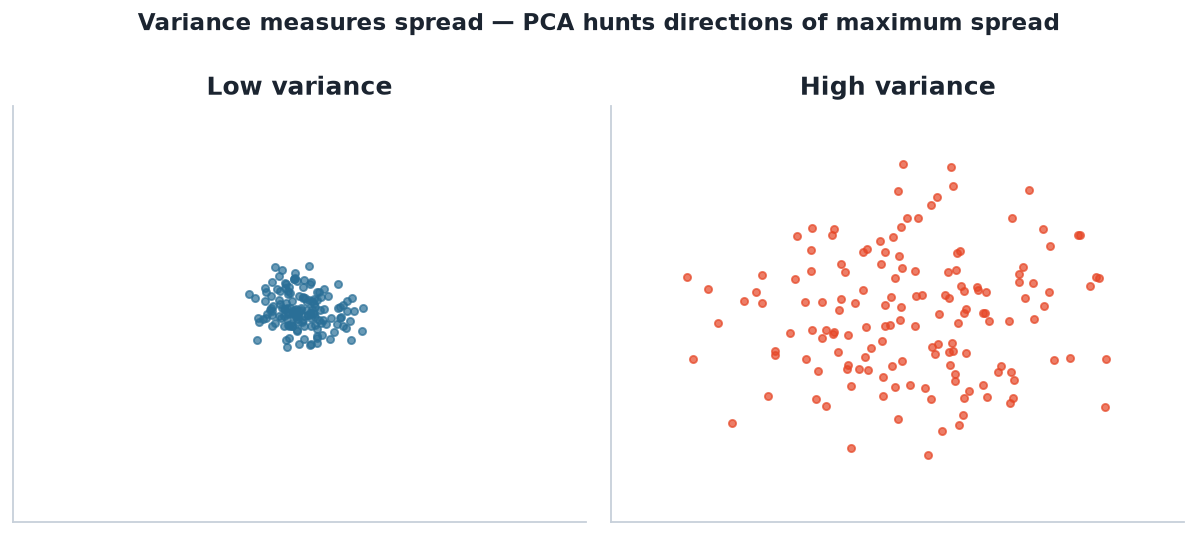 Variance measures spread — PCA hunts directions of maximum spread
Low variance
High variance